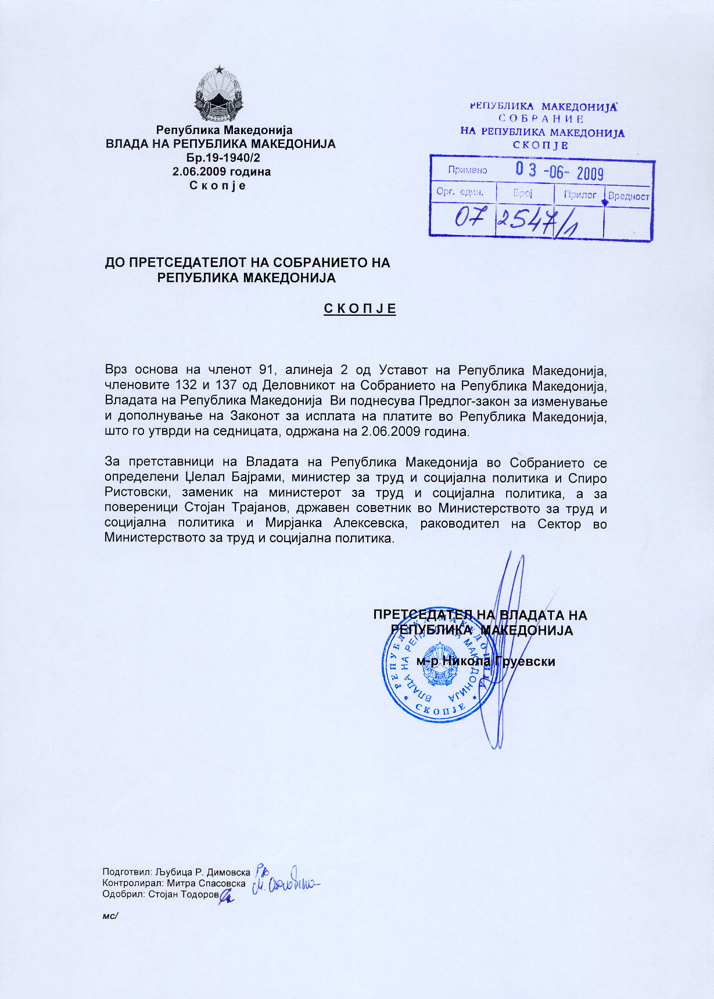 Република Македонија
ВЛАДА НА РЕПУБЛИКА МАКЕДОНИЈА
Бр.19-1940/2
2.06.2009 година
С к о п ј е
РЕПУБЛИКА МАКЕДОНИЈА
СОБРАНИЕ
НА РЕПУБЛИКА МАКЕДОНИЈА
СКОПЈЕ
Примено 03 -06- 2009
Орг. един. Број Прилог Вредност
07 2547/1
ДО ПРЕТСЕДАТЕЛОТ НА СОБРАНИЕТО НА
РЕПУБЛИКА МАКЕДОНИЈА
С К О П Ј Е
Врз основа на членот 91, алинеја 2 од Уставот на Република Македонија,
членовите 132 и 137 од Деловникот на Собранието на Република Македонија,
Владата на Република Македонија Ви поднесува Предлог-закон за изменување
и дополнување на Законот за исплата на платите во Република Македонија,
што го утврди на седницата, одржана на 2.06.2009 година.
За претставници на Владата на Република Македонија во Собранието се
определени Џелал Бајрами, министер за труд и социјална политика и Спиро
Ристовски, заменик на министерот за труд и социјална политика, а за
повереници Стојан Трајанов, државен советник во Министерството за труд и
социјална политика и Мирјанка Алексевска, раководител на Сектор во
Министерството за труд и социјална политика.
ПРЕТСЕДАТЕЛ НА ВЛАДАТА НА
РЕПУБЛИКА МАКЕДОНИЈА
м-р Никола Груевски
РЕПУБЛИКА МАКЕДОНИЈА
ВЛАДА НА РЕПУБЛИКА МАКЕДОНИЈА
* СКОПЈЕ *
Подготвил: Љубица Р. Димовска
Контролирал: Митра Спасовска
Одобрил: Стојан Тодоров
мс/